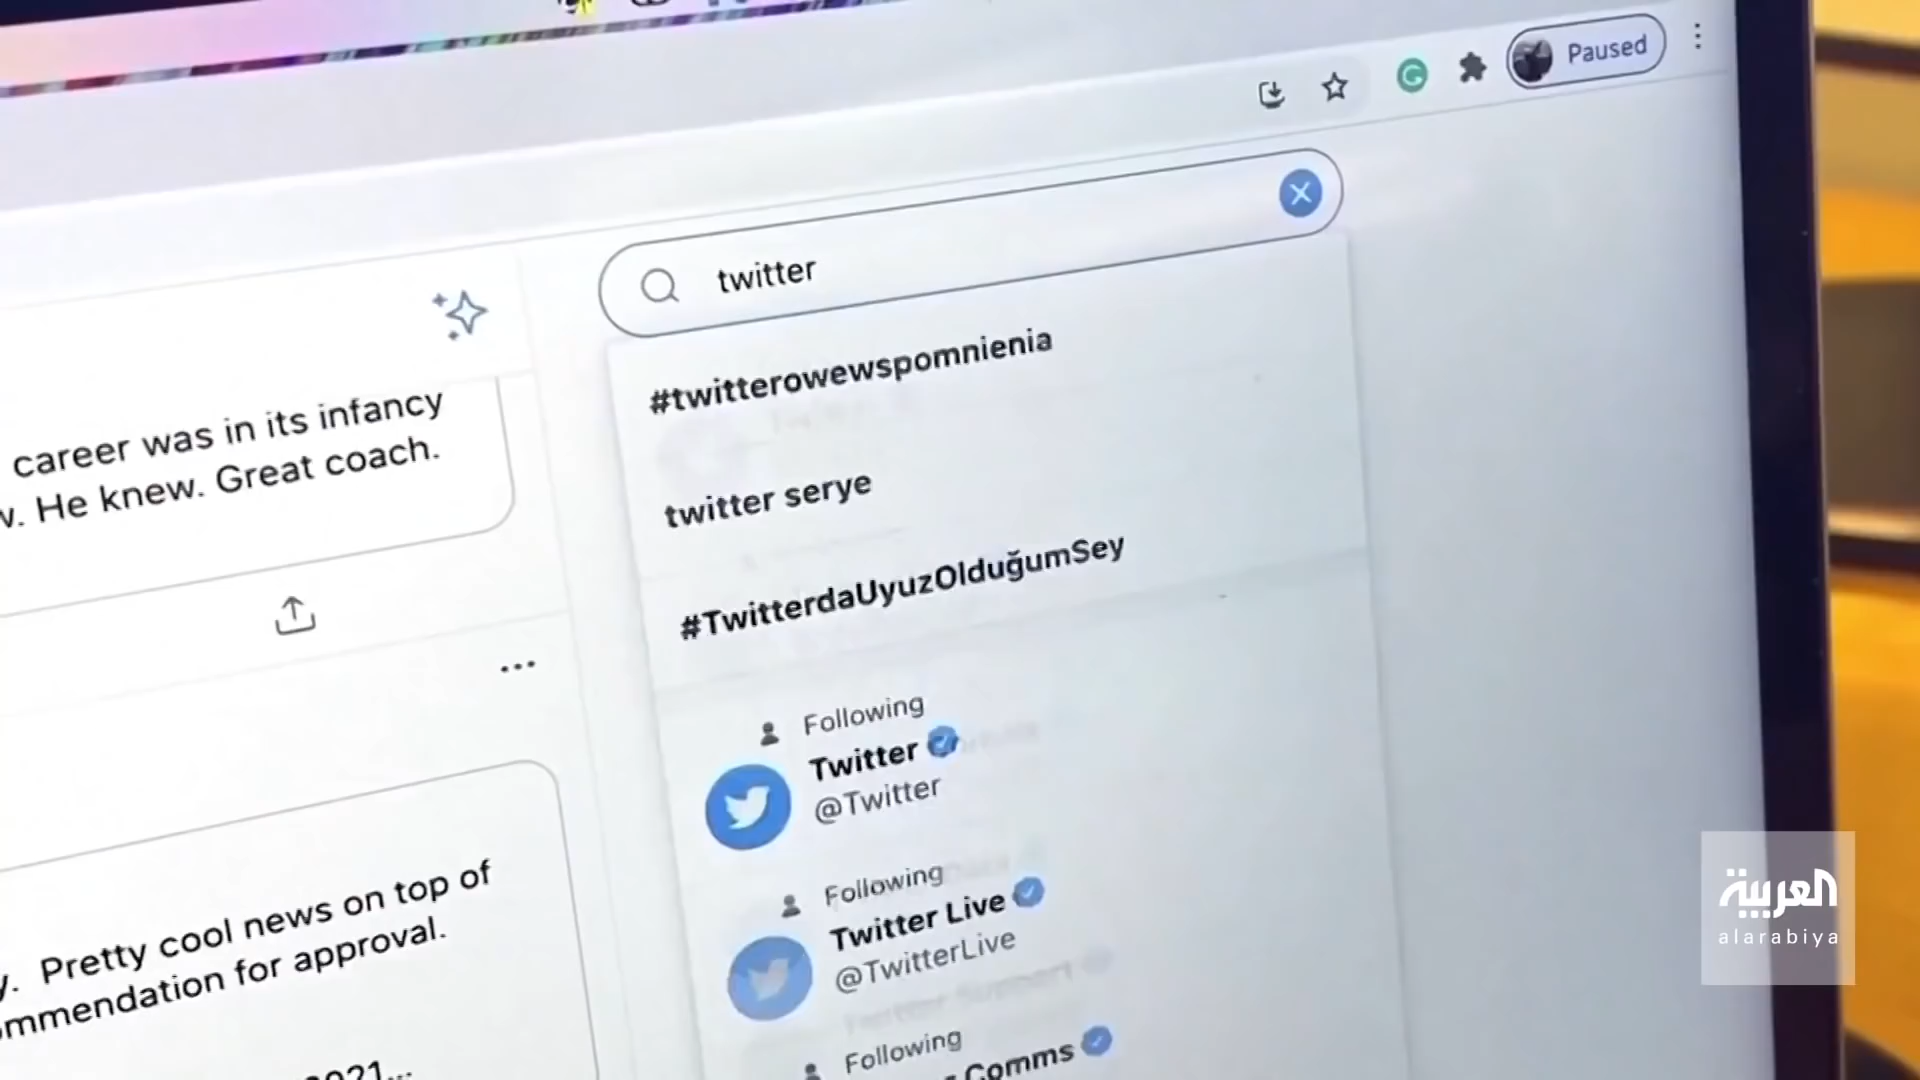 Paused
twitter
#twitterowewspomnienia
twitter serye
#TwitterdaUyuzOlduğumSey
Following
Twitter
@Twitter
Following
Twitter Live
@TwitterLive
Following
Comms
career was in its infancy
He knew. Great coach.
Pretty cool news on top of
for approval.
العربية
alarabiya